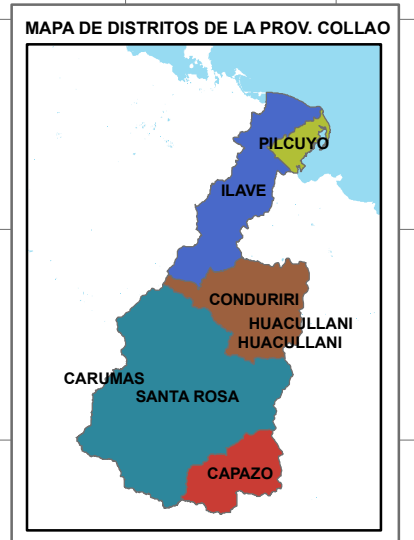 MAPA DE DISTRITOS DE LA PROV. COLLAO
PILCUYO
ILAVE
CONDURIRI
HUACULLANI
HUACULLANI
CARUMAS
SANTA ROSA
CAPAZO